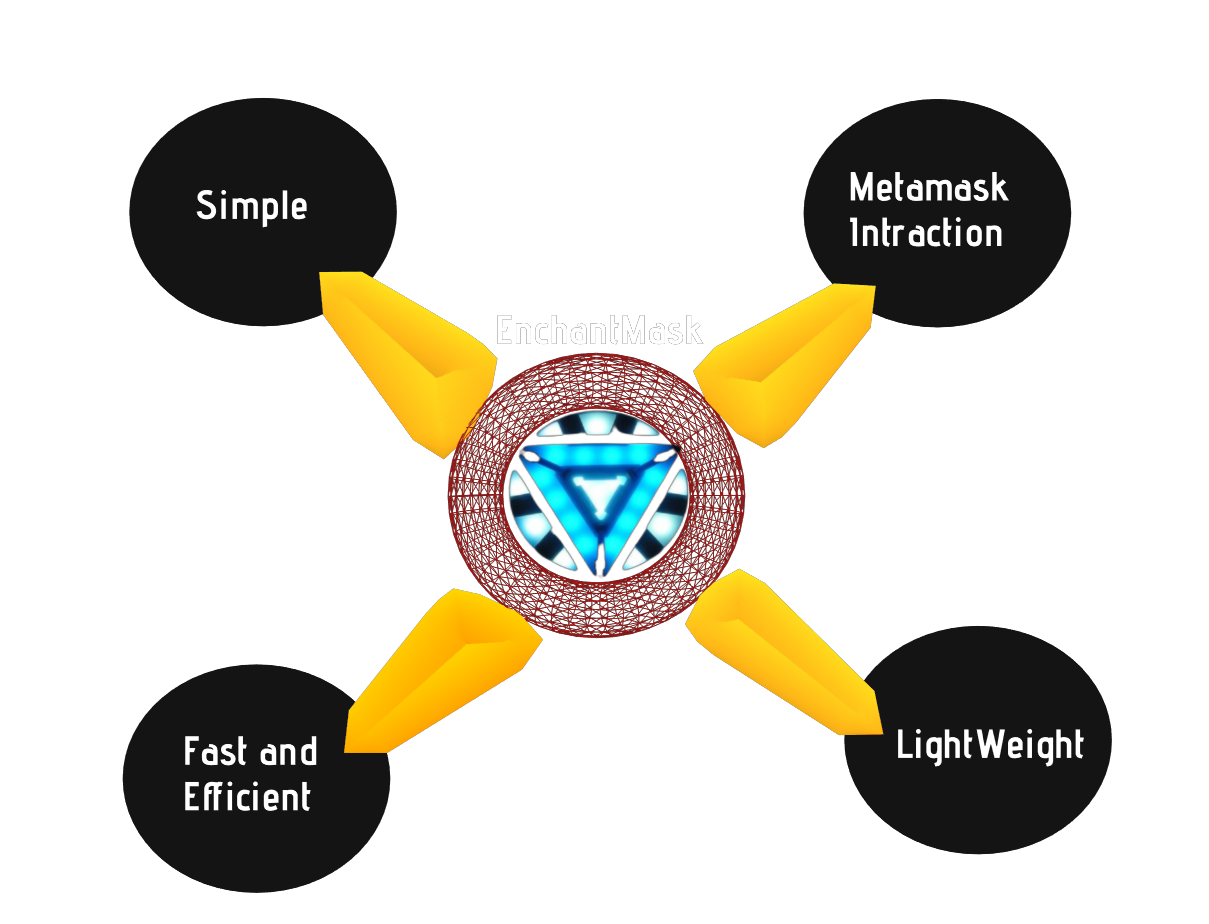 Simple
Metamask
Intraction
EnchantMask
Fast and
Efficient
LightWeight